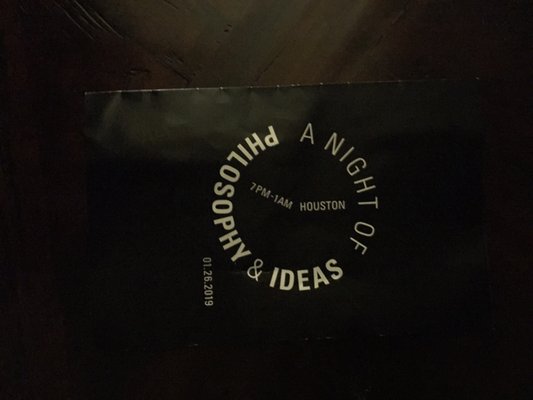 A NIGHT OF
PHILOSOPHY
& IDEAS
7PM-1AM
HOUSTON
01.26.2019